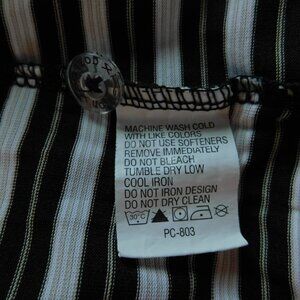 MACHINE WASH COLD
WITH LIKE COLORS
DO NOT USE SOFTENERS
REMOVE IMMEDIATELY
DO NOT BLEACH
TUMBLE DRY LOW
COOL IRON
DO NOT IRON DESIGN
DO NOT DRY CLEAN
30°C
PC-803